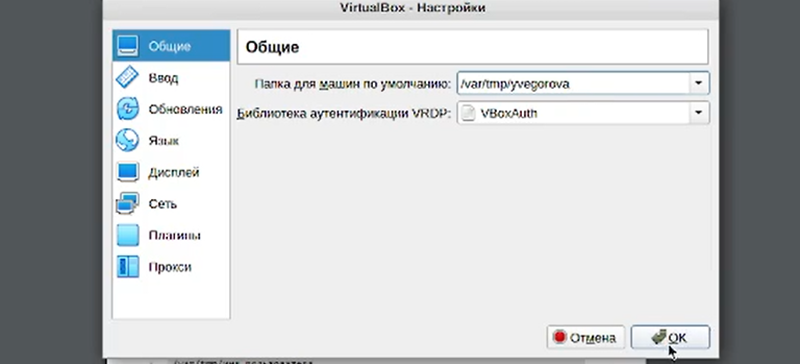 VirtualBox - Настройки
Общие
Ввод
Обновления
Язык
Дисплей
Сеть
Плагины
Прокси
Общие
Папка для машин по умолчанию: /var/tmp/yvegorova
Библиотека аутентификации VRDP: VBoxAuth
Отмена OK